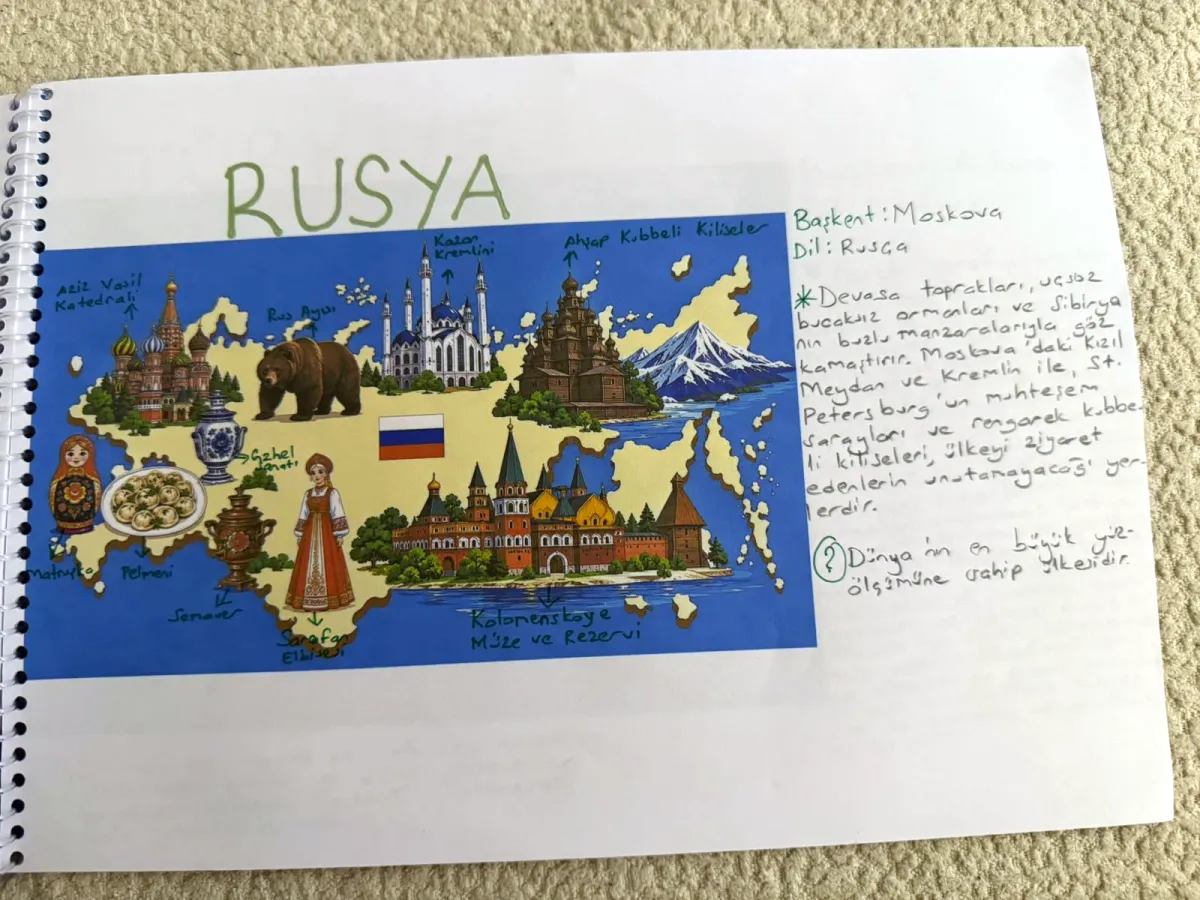 RUSYA
Aziz Vasil
Katedrali
Rus Ayısı
Kazan
Kremlini
Ahşap Kubbeli Kiliseler
Gzhel
sanatı
Matruşka
Pelmeni
Semaver
Sarafan
Elbisesi
Kolomenskoye
Müze ve Rezervi
Başkent: Moskova
Dil: Rusça
*Devasa toprakları, uçsuz
bucaksız ormanları ve Sibirya
nın buzlu manzaralarıyla göz
kamaştırır. Moskova'daki Kızıl
Meydan ve Kremlin ile, St.
Petersburg'un muhteşem
sarayları ve rengarek kubbe-
li kiliseleri, ülkeyi ziyaret
edenlerin unutamayacağı yer-
lerdir.
? Dünya'nın en büyük yüz-
ölçümüne sahip ülkesidir.